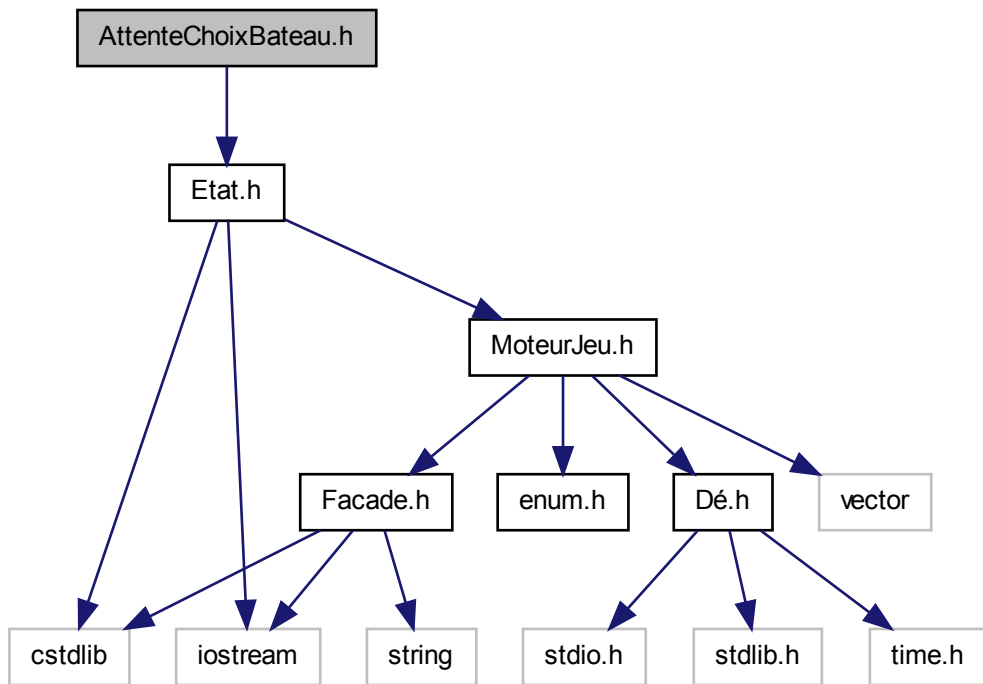 AttenteChoixBateau.h
Etat.h
MoteurJeu.h
Facade.h
enum.h
Dé.h
vector
cstdlib
iostream
string
stdio.h
stdlib.h
time.h